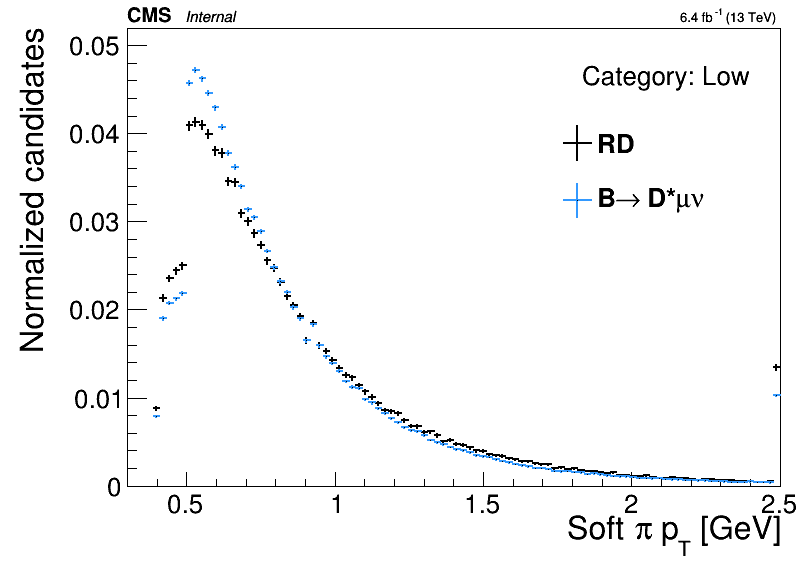 CMS Internal
6.4 fb⁻¹ (13 TeV)
Normalized candidates
0.05
0.04
0.03
0.02
0.01
0
Category: Low
RD
B→ D*μν
0.5
1
1.5
2
2.5
Soft π p_T [GeV]